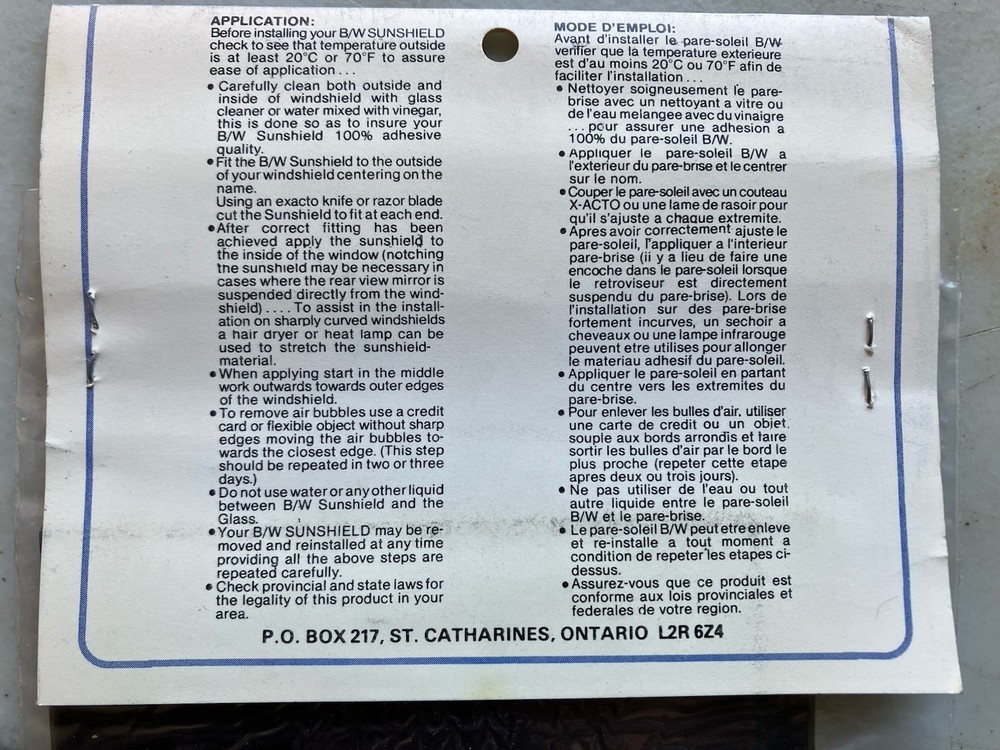 APPLICATION:
Before installing your B/W SUNSHIELD
check to see that temperature outside
is at least 20°C or 70°F to assure
ease of application . . .
• Carefully clean both outside and
inside of windshield with glass
cleaner or water mixed with vinegar,
this is done so as to insure your
B/W Sunshield 100% adhesive
quality.
• Fit the B/W Sunshield to the outside
of your windshield centering on the
name.
Using an exacto knife or razor blade
cut the Sunshield to fit at each end.
• After correct fitting has been
achieved apply the sunshield to
the inside of the window (notching
the sunshield may be necessary in
cases where the rear view mirror is
suspended directly from the wind-
shield) . . . . To assist in the install-
ation on sharply curved windshields
a hair dryer or heat lamp can be
used to stretch the sunshield-
material.
• When applying start in the middle
work outwards towards outer edges
of the windshield.
• To remove air bubbles use a credit
card or flexible object without sharp
edges moving the air bubbles to-
wards the closest edge. (This step
should be repeated in two or three
days.)
• Do not use water or any other liquid
between B/W Sunshield and the
Glass.
• Your B/W SUNSHIELD may be re-
moved and reinstalled at any time
providing all the above steps are
repeated carefully.
• Check provincial and state laws for
the legality of this product in your
area.
MODE D'EMPLOI:
Avant d'installer le pare-soleil B/W
verifier que la temperature exterieure
est d'au moins 20°C ou 70°F afin de
faciliter l'installation . . .
• Nettoyer soigneusement le pare-
brise avec un nettoyant a vitre ou
de l'eau melangee avec du vinaigre
. . . pour assurer une adhesion a
100% du pare-soleil B/W.
• Appliquer le pare-soleil B/W a
l'exterieur du pare-brise et le centrer
sur le nom.
• Couper le pare-soleil avec un couteau
X-ACTO ou une lame de rasoir pour
qu'il s'ajuste a chaque extremite.
• Apres avoir correctement ajuste le
pare-soleil, l'appliquer a l'interieur
pare-brise (il y a lieu de faire une
encoche dans le pare-soleil lorsque
le retroviseur est directement
suspendu du pare-brise). Lors de
l'installation sur des pare-brise
fortement incurves, un sechoir a
cheveux ou une lampe infrarouge
peuvent etre utilises pour allonger
le materiau adhesif du pare-soleil.
• Appliquer le pare-soleil en partant
du centre vers les extremites du
pare-brise.
• Pour enlever les bulles d'air, utiliser
une carte de credit ou un objet
souple aux bords arrondis et faire
sortir les bulles d'air par le bord le
plus proche (repeter cette etape
apres deux ou trois jours).
• Ne pas utiliser de l'eau ou tout
autre liquide entre le pare-soleil
B/W et le pare-brise.
• Le pare-soleil B/W peut etre enleve
et re-installe a tout moment a
condition de repeter les etapes ci-
dessus.
• Assurez-vous que ce produit est
conforme aux lois provinciales et
federales de votre region.
P.O. BOX 217, ST. CATHARINES, ONTARIO L2R 6Z4